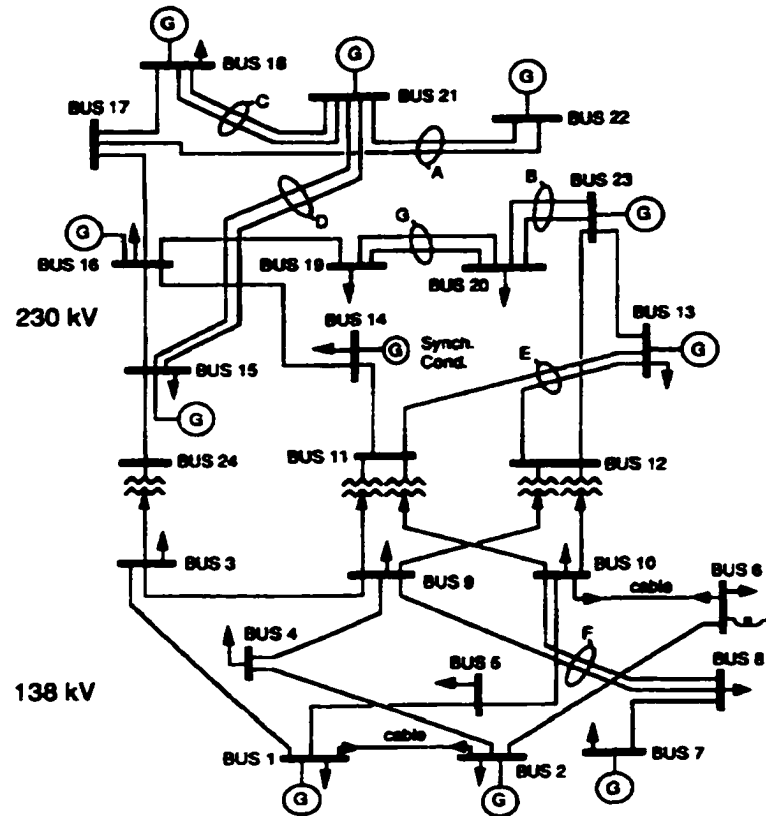 G
G
BUS 18
BUS 21
G
BUS 17
C
BUS 22
A
B
BUS 23
D
G
G
G
BUS 16
BUS 19
BUS 20
230 kV
BUS 14
BUS 13
G
Synch.
Cond.
E
G
BUS 15
G
BUS 24
BUS 11
BUS 12
BUS 3
BUS 9
BUS 10
BUS 6
cable
BUS 4
F
BUS 8
BUS 5
138 kV
cable
BUS 1
BUS 2
BUS 7
G
G
G